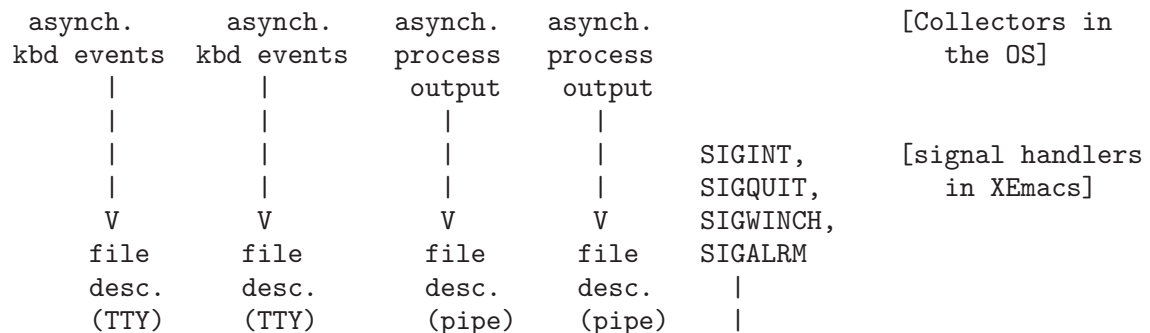 asynch. asynch. asynch. asynch. [Collectors in
kbd events kbd events process process the OS]
| | output output
| | | |
| | | | SIGINT, [signal handlers
| | | | SIGQUIT, in XEmacs]
V V V V SIGWINCH,
file file file file SIGALRM
desc. desc. desc. desc. |
(TTY) (TTY) (pipe) (pipe) |